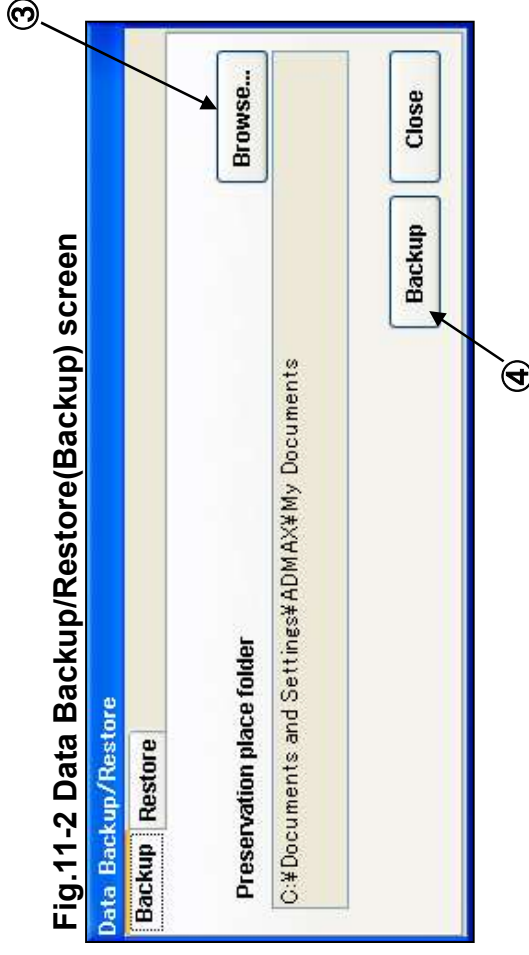 Fig.11-2 Data Backup/Restore(Backup) screen
③
Data Backup/Restore
Backup Restore
Preservation place folder
Browse...
C:¥Documents and Settings¥ADMAX¥My Documents
Backup Close
④